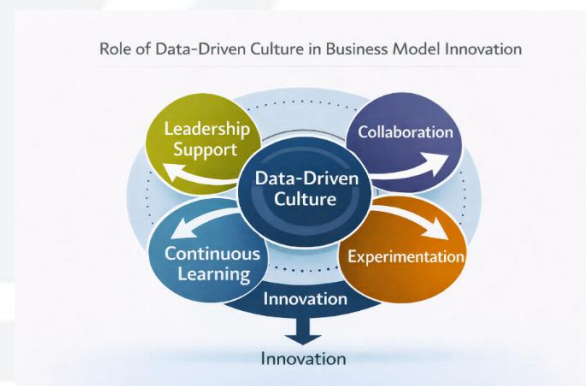 Role of Data-Driven Culture in Business Model Innovation
Leadership
Support
Collaboration
Data-Driven
Culture
Continuous
Learning
Experimentation
Innovation
Innovation